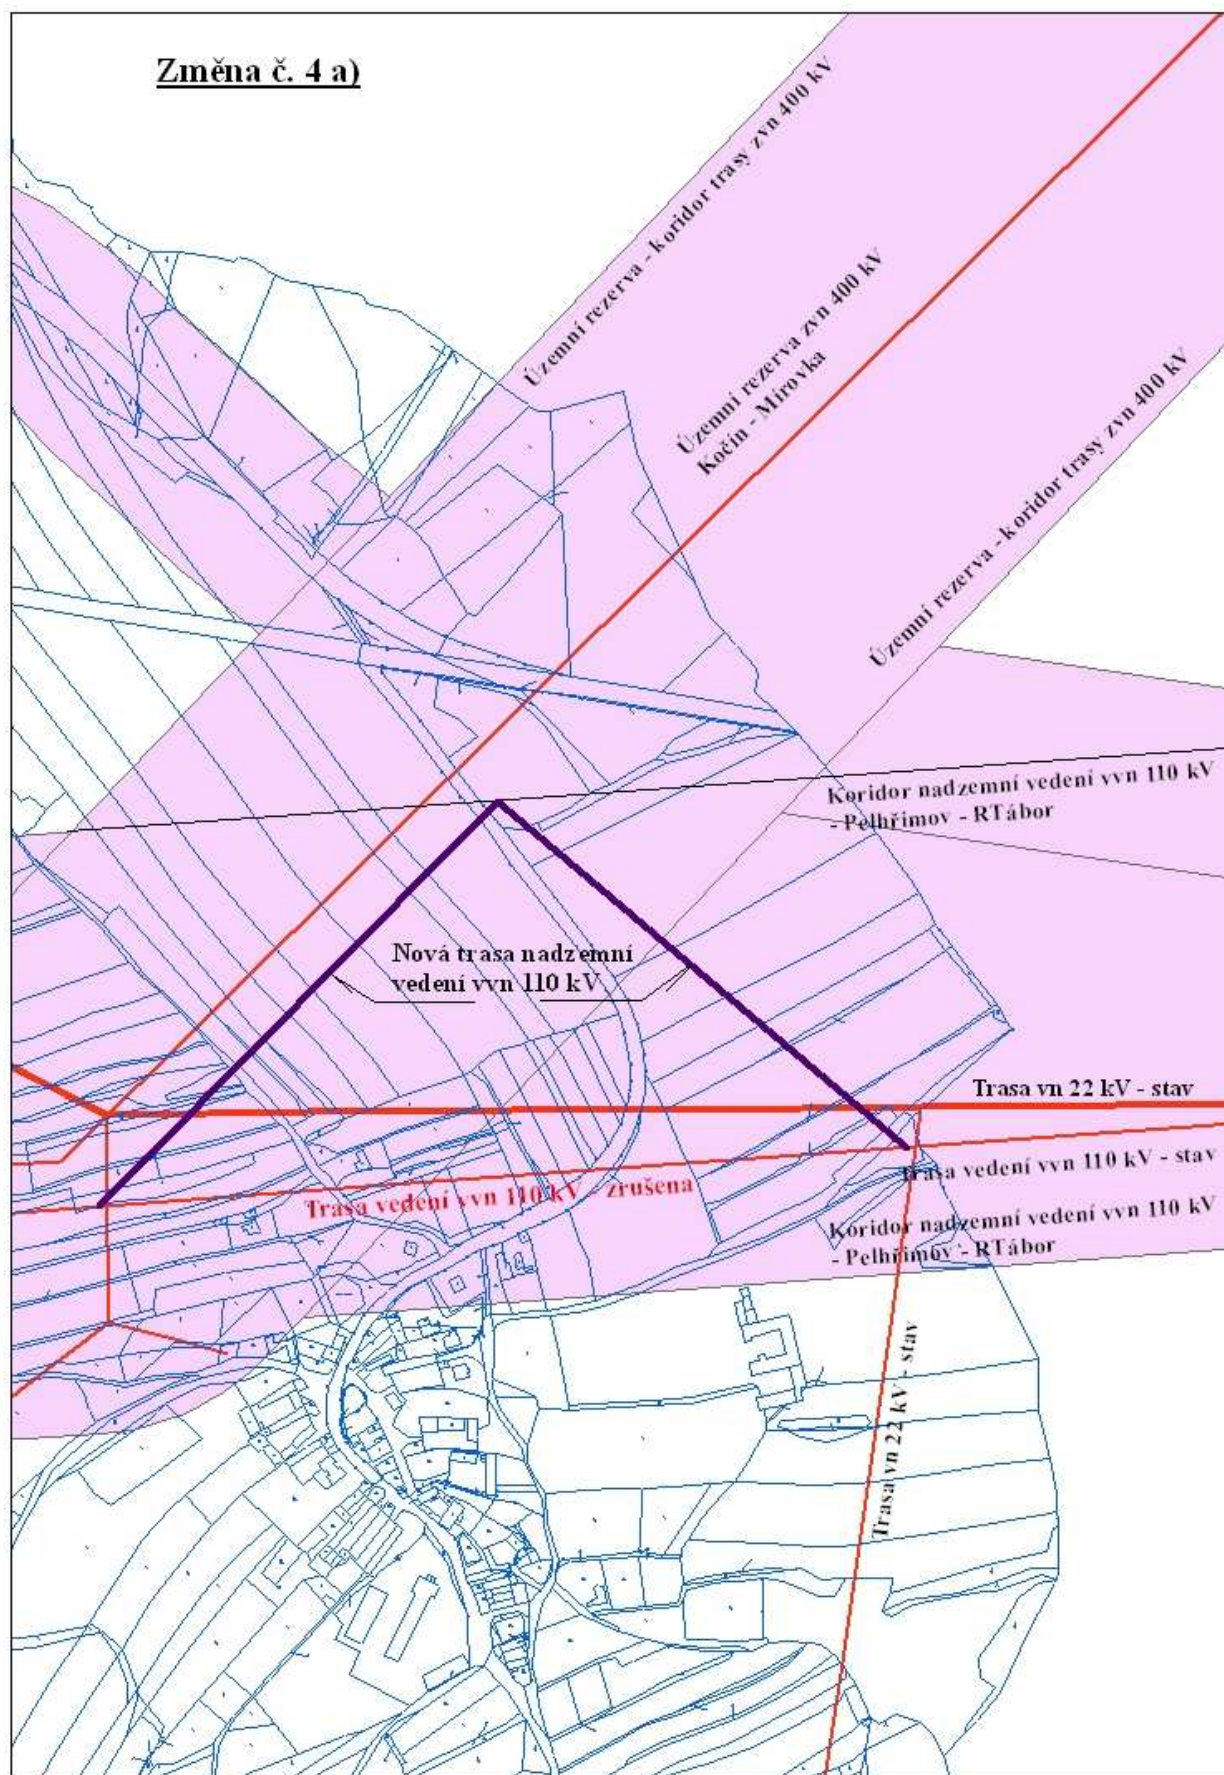 Změna č. 4 a)
Územní rezerva - koridor trasy zvn 400 kV
Územní rezerva zvn 400 kV
Kočín - Mírovka
Územní rezerva - koridor trasy zvn 400 kV
Koridor nadzemní vedení vvn 110 kV
- Pelhřimov - RTábor
Nová trasa nadzemní
vedení vvn 110 kV
Trasa vn 22 kV - stav
Trasa vedení vvn 110 kV - stav
Trasa vedení vvn 110 kV - zrušena
Koridor nadzemní vedení vvn 110 kV
- Pelhřimov - RTábor
Trasa vn 22 kV - stav